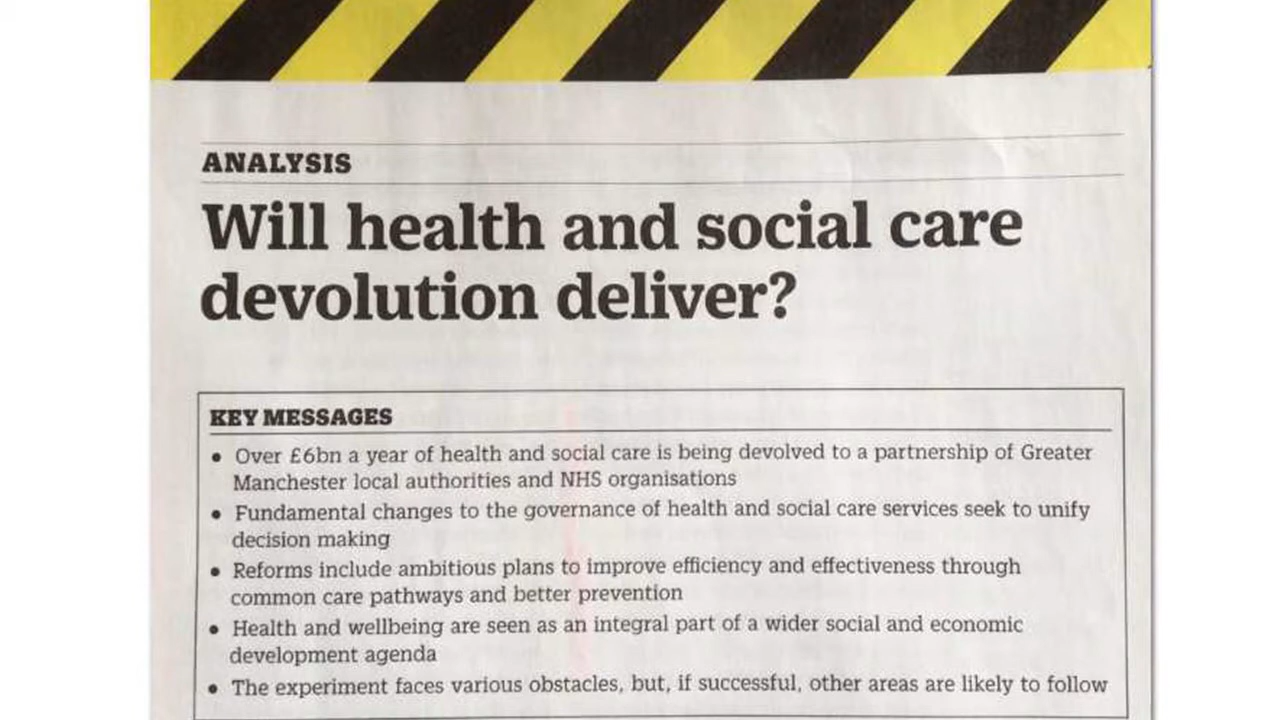 ANALYSIS
Will health and social care
devolution deliver?
KEY MESSAGES
• Over £6bn a year of health and social care is being devolved to a partnership of Greater
Manchester local authorities and NHS organisations
• Fundamental changes to the governance of health and social care services seek to unify
decision making
• Reforms include ambitious plans to improve efficiency and effectiveness through
common care pathways and better prevention
• Health and wellbeing are seen as an integral part of a wider social and economic
development agenda
• The experiment faces various obstacles, but, if successful, other areas are likely to follow